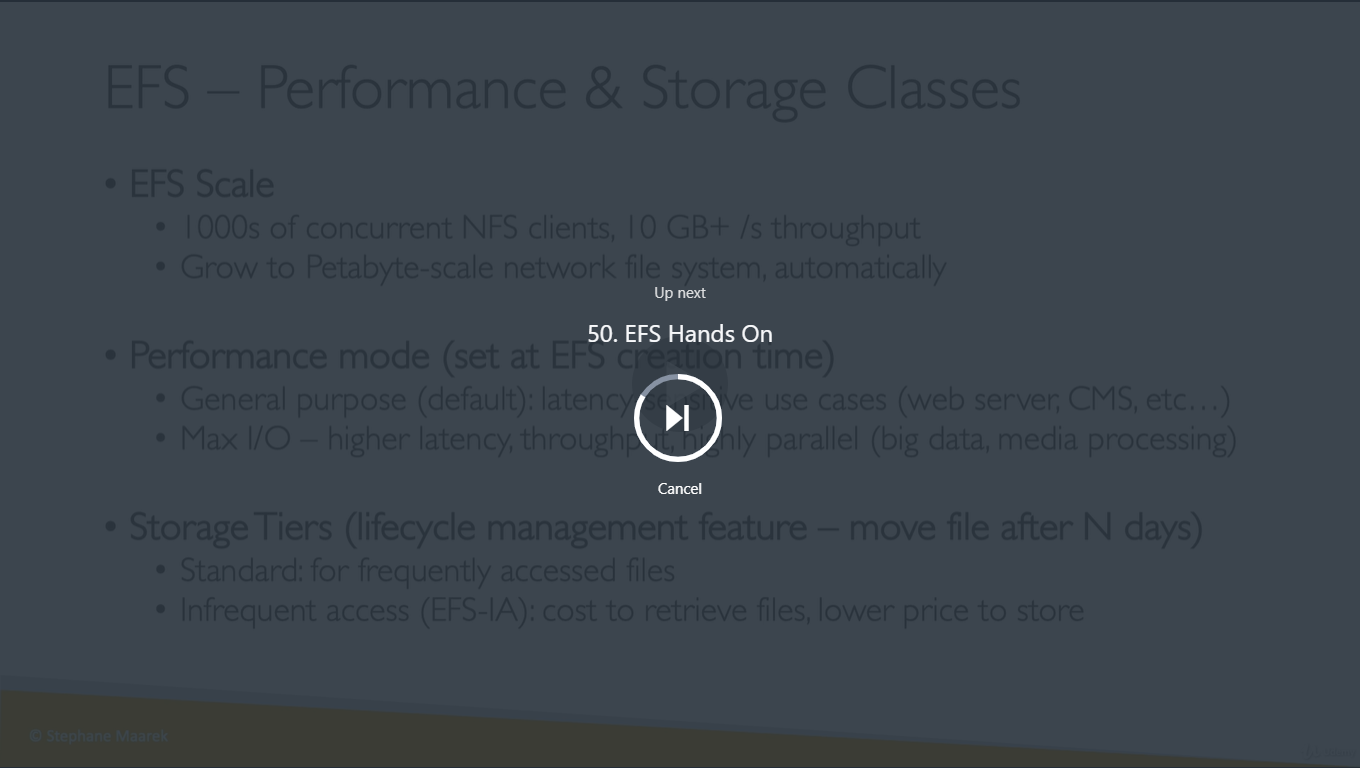 EFS – Performance & Storage Classes
• EFS Scale
• 1000s of concurrent NFS clients, 10 GB+ /s throughput
• Grow to Petabyte-scale network file system, automatically
Up next
50. EFS Hands On
• Performance mode (set at EFS creation time)
• General purpose (default): latency-sensitive use cases (web server, CMS, etc…)
• Max I/O – higher latency, throughput, highly parallel (big data, media processing)
Cancel
• Storage Tiers (lifecycle management feature – move file after N days)
• Standard: for frequently accessed files
• Infrequent access (EFS-IA): cost to retrieve files, lower price to store
© Stephane Maarek